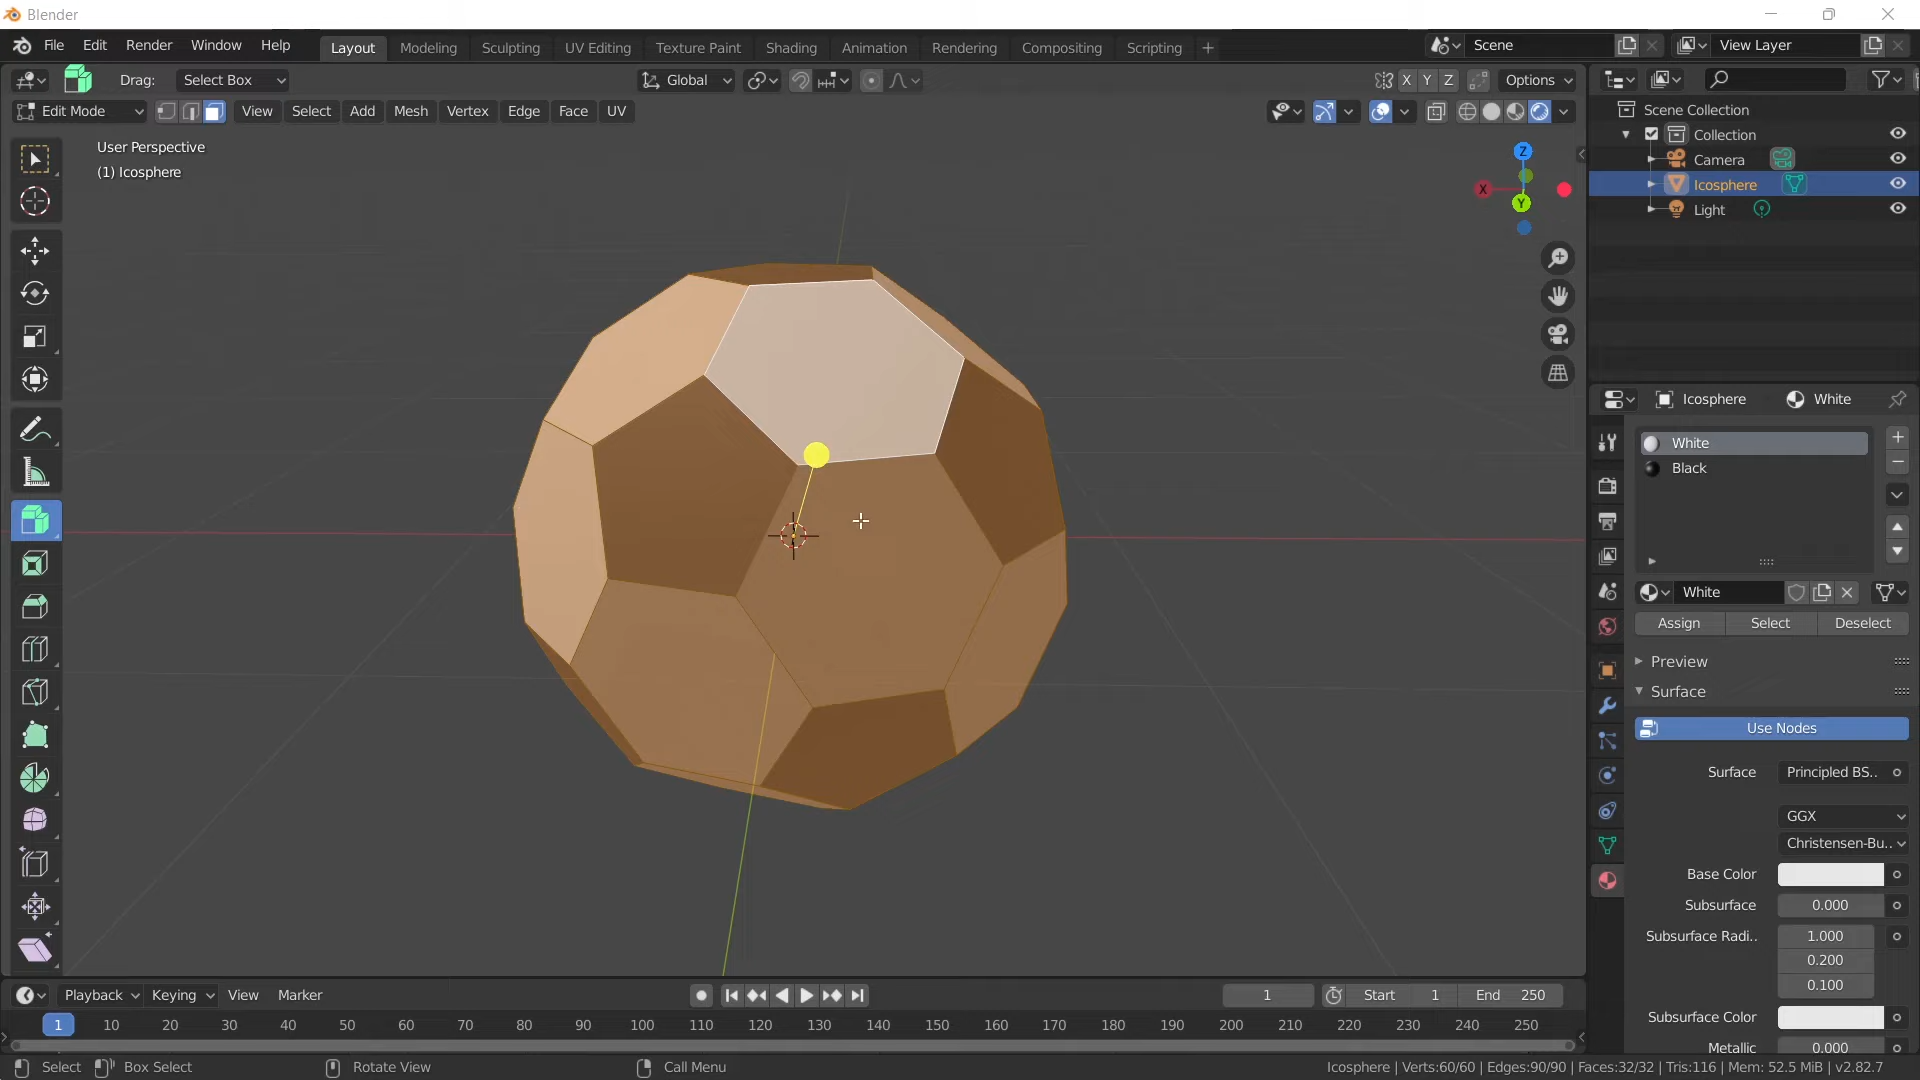 Blender
File Edit Render Window Help Layout Modeling Sculpting UV Editing Texture Paint Shading Animation Rendering Compositing Scripting + Scene View Layer
Drag: Select Box Global X Y Z Options
Edit Mode View Select Add Mesh Vertex Edge Face UV
Scene Collection
Collection
Camera
Icosphere
Light
User Perspective
(1) Icosphere
Z
X
Y
Icosphere White
White
Black
White
Assign Select Deselect
Preview
Surface
Use Nodes
Surface Principled BS..
GGX
Christensen-Bu..
Base Color
Subsurface 0.000
Subsurface Radi.. 1.000
0.200
0.100
Subsurface Color
Metallic 0.000
Playback Keying View Marker 1 Start 1 End 250
1 10 20 30 40 50 60 70 80 90 100 110 120 130 140 150 160 170 180 190 200 210 220 230 240 250
Select Box Select Rotate View Call Menu Icosphere | Verts:60/60 | Edges:90/90 | Faces:32/32 | Tris:116 | Mem: 52.5 MiB | v2.82.7